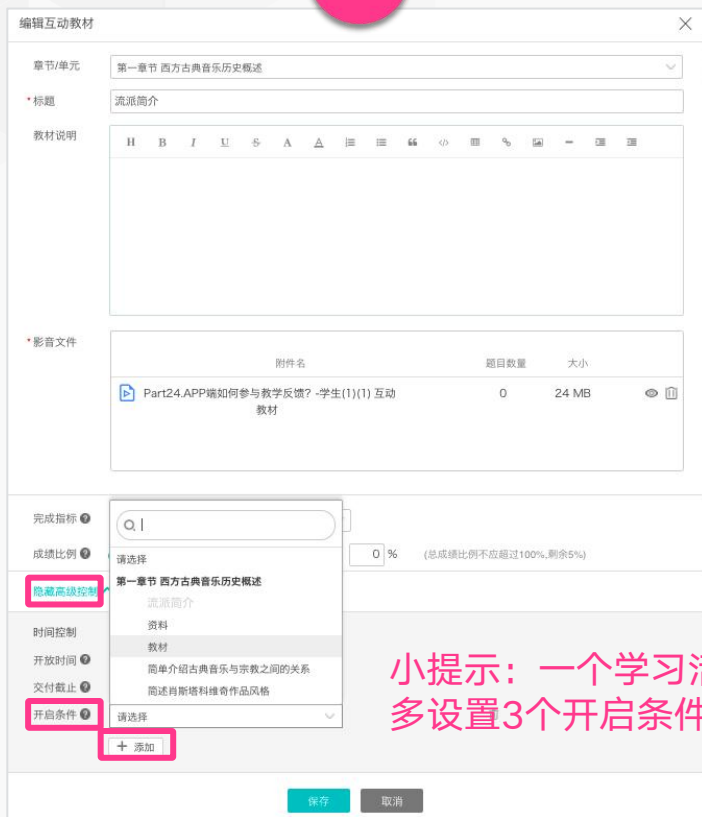 编辑互动教材
章节/单元 第一章节 西方古典音乐历史概述
*标题 流派简介
教材说明 H B I U S A A
*影音文件
附件名 题目数量 大小
Part24.APP端如何参与教学反馈? -学生(1)(1) 互动 0 24 MB
教材
完成指标
成绩比例 0 % (总成绩比例不应超过100%,剩余5%)
请选择
第一章节 西方古典音乐历史概述
隐藏高级控制
流派简介
时间控制 资料
教材
开放时间 简单介绍古典音乐与宗教之间的关系
交付截止 简述肖斯塔科维奇作品风格
开启条件 请选择
+ 添加
小提示：一个学习活
多设置3个开启条件
保存 取消